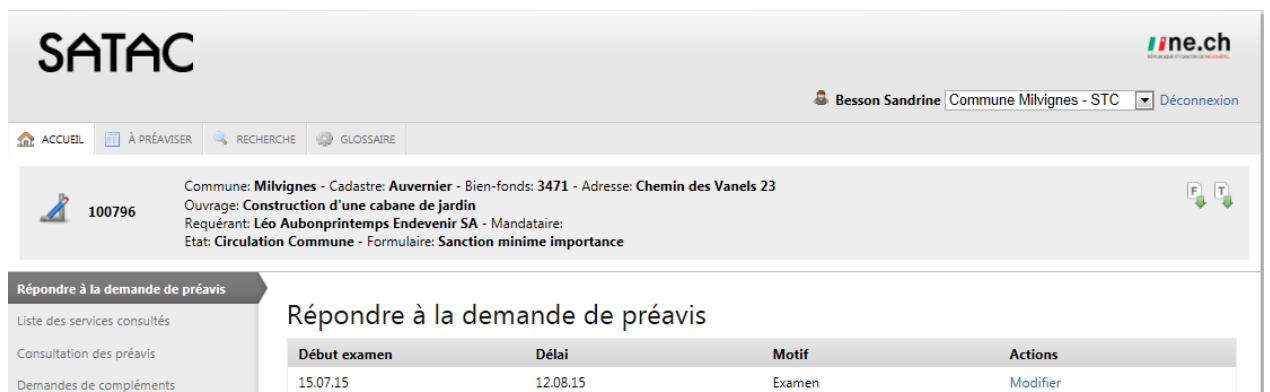 SATAC
ne.ch
Besson Sandrine Commune Milvignes - STC Déconnexion
ACCUEIL À PRÉAVISER RECHERCHE GLOSSAIRE
Commune: Milvignes - Cadastre: Auvernier - Bien-fonds: 3471 - Adresse: Chemin des Vanels 23
F T
100796
Ouvrage: Construction d'une cabane de jardin
Requérant: Léo Aubonprintemps Endevenir SA - Mandataire:
Etat: Circulation Commune - Formulaire: Sanction minime importance
Répondre à la demande de préavis
Liste des services consultés
Consultation des préavis
Demandes de compléments
Répondre à la demande de préavis
Début examen Délai Motif Actions
15.07.15 12.08.15 Examen Modifier